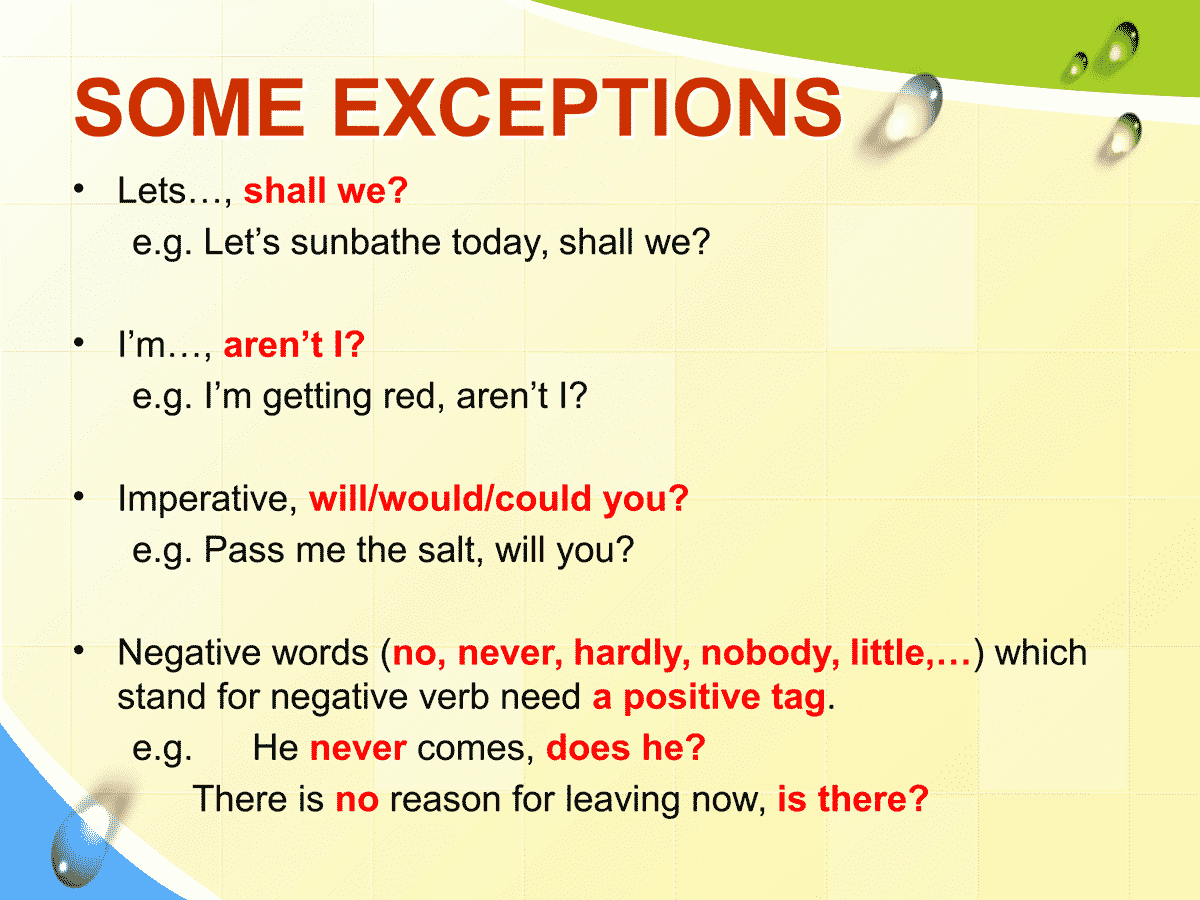 SOME EXCEPTIONS
• Lets…, shall we?
e.g. Let’s sunbathe today, shall we?
• I’m…, aren’t I?
e.g. I’m getting red, aren’t I?
• Imperative, will/would/could you?
e.g. Pass me the salt, will you?
• Negative words (no, never, hardly, nobody, little,…) which
stand for negative verb need a positive tag.
e.g. He never comes, does he?
There is no reason for leaving now, is there?